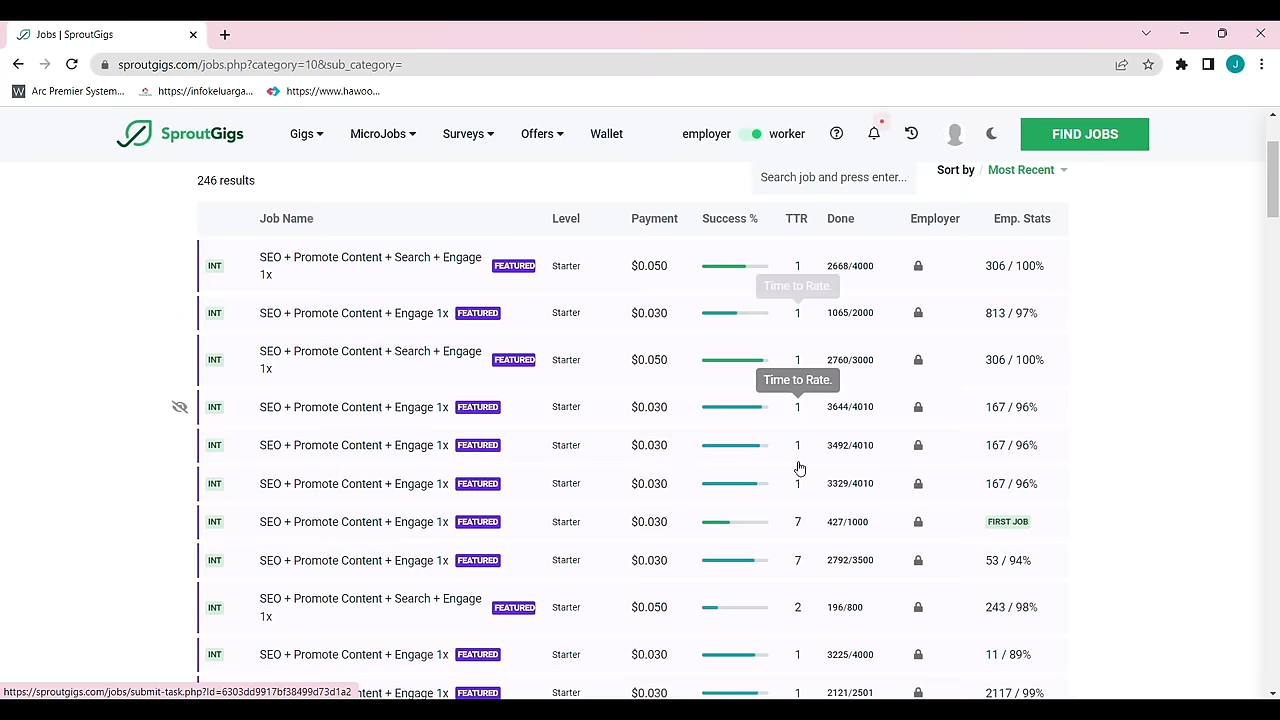 Jobs | SproutGigs
sproutgigs.com/jobs.php?category=10&sub_category=
Arc Premier System... https://infokeluarga... https://www.hawoo...
SproutGigs Gigs MicroJobs Surveys Offers Wallet employer worker FIND JOBS
246 results Search job and press enter... Sort by / Most Recent
Job Name Level Payment Success % TTR Done Employer Emp. Stats
INT SEO + Promote Content + Search + Engage 1x FEATURED Starter $0.050 1 2668/4000 306 / 100%
Time to Rate.
INT SEO + Promote Content + Engage 1x FEATURED Starter $0.030 1 1065/2000 813 / 97%
INT SEO + Promote Content + Search + Engage 1x FEATURED Starter $0.050 1 2760/3000 306 / 100%
Time to Rate.
INT SEO + Promote Content + Engage 1x FEATURED Starter $0.030 1 3644/4010 167 / 96%
INT SEO + Promote Content + Engage 1x FEATURED Starter $0.030 1 3492/4010 167 / 96%
INT SEO + Promote Content + Engage 1x FEATURED Starter $0.030 1 3329/4010 167 / 96%
INT SEO + Promote Content + Engage 1x FEATURED Starter $0.030 7 427/1000 FIRST JOB
INT SEO + Promote Content + Engage 1x FEATURED Starter $0.030 7 2792/3500 53 / 94%
INT SEO + Promote Content + Search + Engage 1x FEATURED Starter $0.050 2 196/800 243 / 98%
INT SEO + Promote Content + Engage 1x FEATURED Starter $0.030 1 3225/4000 11 / 89%
https://sproutgigs.com/jobs/submit-task.php?Id=6303dd9917bf38499d73d1a2 ntent + Engage 1x FEATURED Starter $0.030 1 2121/2501 2117 / 99%